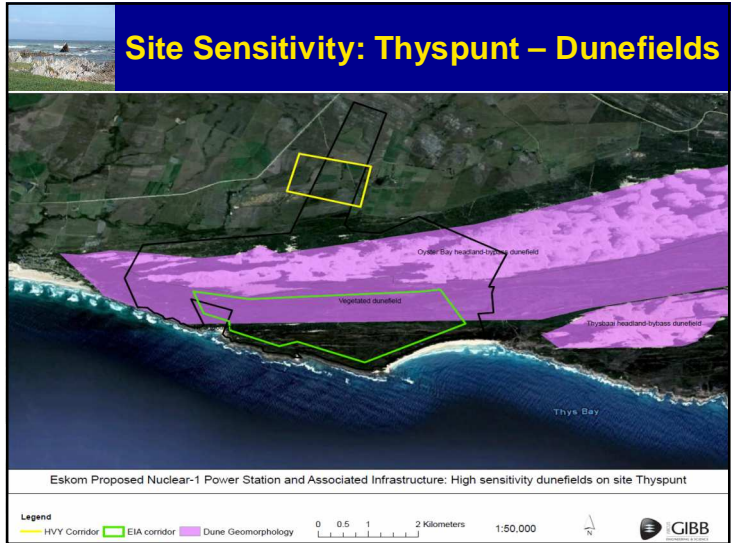 Site Sensitivity: Thyspunt – Dunefields
Oyster Bay headland-bypass dunefield
Vegetated dunefield
Thysbaai headland-bybass dunefield
Thys Bay
Eskom Proposed Nuclear-1 Power Station and Associated Infrastructure: High sensitivity dunefields on site Thyspunt
Legend
HVY Corridor EIA corridor Dune Geomorphology
0 0.5 1 2 Kilometers
1:50,000
N
GIBB